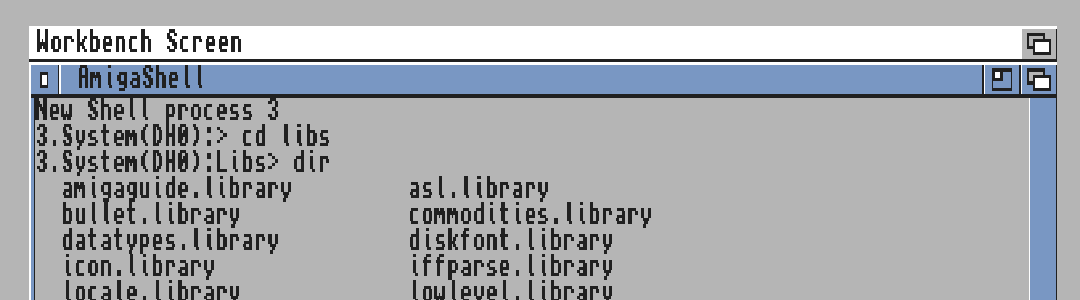 Workbench Screen
AmigaShell
New Shell process 3
3.System(DH0):> cd libs
3.System(DH0):Libs> dir
amigaguide.library asl.library
bullet.library commodities.library
datatypes.library diskfont.library
icon.library iffparse.library
locale.library lowlevel.library